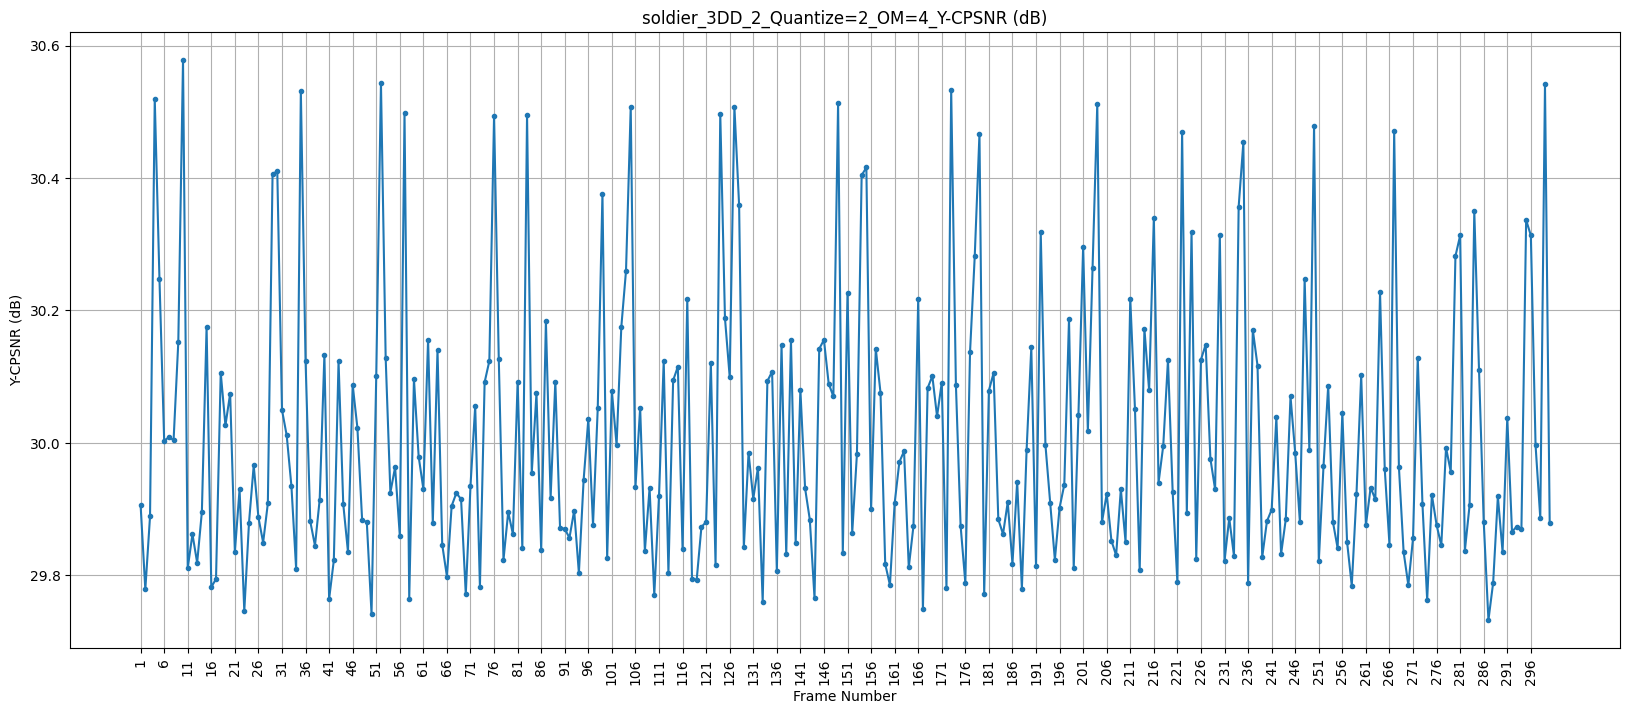 soldier_3DD_2_Quantize=2_OM=4_Y-CPSNR (dB)
Y-CPSNR (dB)
30.6
30.4
30.2
30.0
29.8
1 6 11 16 21 26 31 36 41 46 51 56 61 66 71 76 81 86 91 96 101 106 111 116 121 126 131 136 141 146 151 156 161 166 171 176 181 186 191 196 201 206 211 216 221 226 231 236 241 246 251 256 261 266 271 276 281 286 291 296
Frame Number